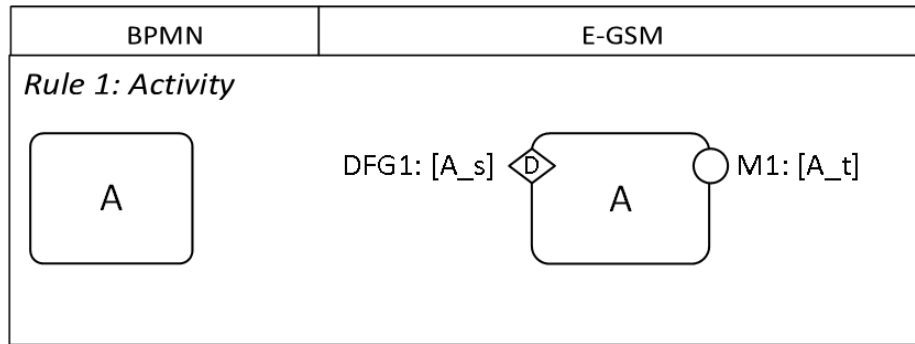 BPMN E-GSM
Rule 1: Activity
A DFG1: [A_s] D A M1: [A_t]